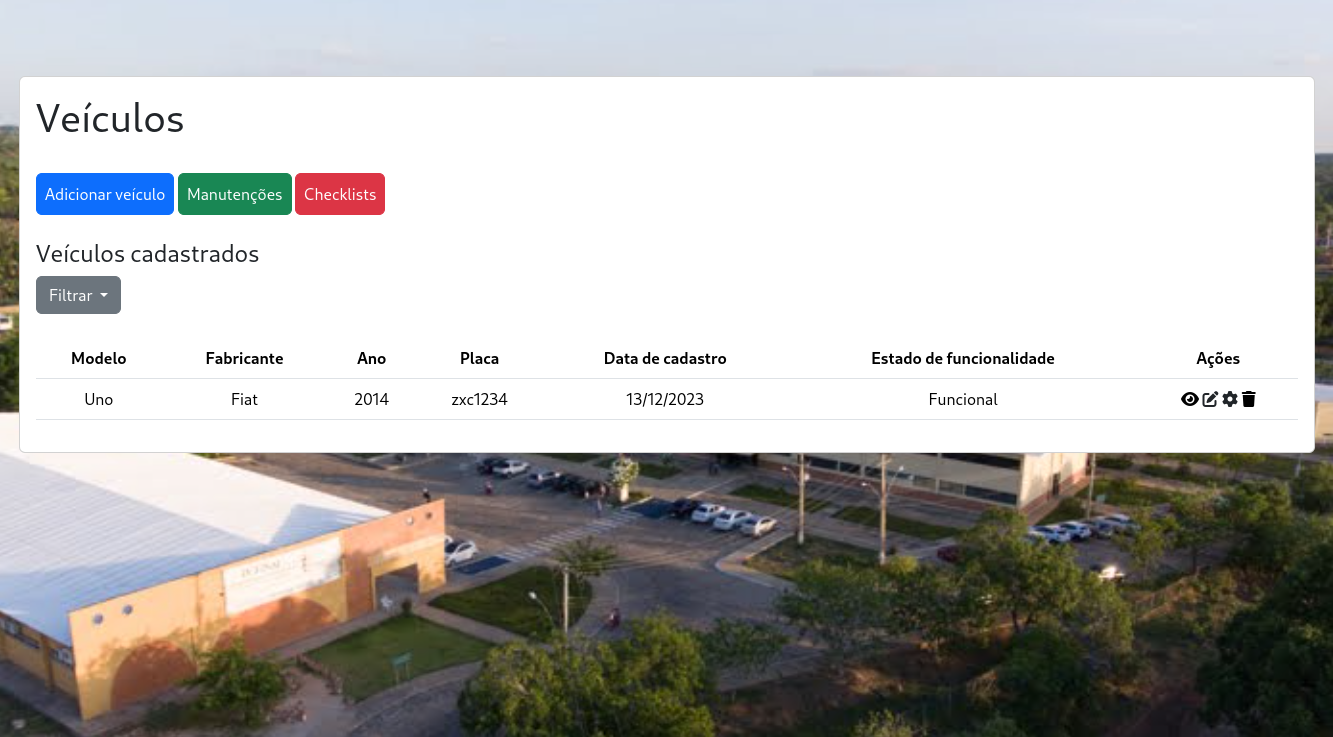 Veículos
Adicionar veículo Manutenções Checklists
Veículos cadastrados
Filtrar
Modelo Fabricante Ano Placa Data de cadastro Estado de funcionalidade Ações
Uno Fiat 2014 zxc1234 13/12/2023 Funcional